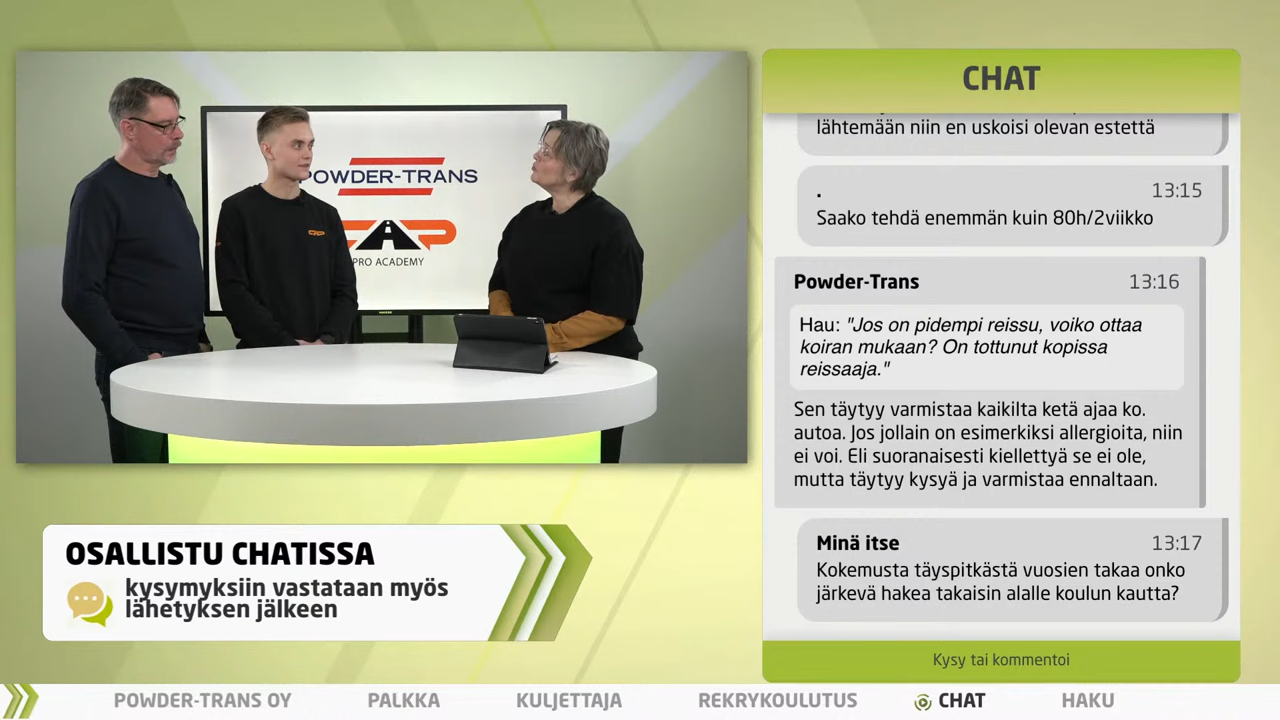 POWDER-TRANS
CAP
PRO ACADEMY
CAP
OSALLISTU CHATISSA
kysymyksiin vastataan myös
lähetyksen jälkeen
CHAT
lähtemään niin en uskoisi olevan estettä
. 13:15
Saako tehdä enemmän kuin 80h/2viikko
Powder-Trans 13:16
Hau: "Jos on pidempi reissu, voiko ottaa
koiran mukaan? On tottunut kopissa
reissaaja."
Sen täytyy varmistaa kaikilta ketä ajaa ko.
autoa. Jos jollain on esimerkiksi allergioita, niin
ei voi. Eli suoranaisesti kiellettyä se ei ole,
mutta täytyy kysyä ja varmistaa ennaltaan.
Minä itse 13:17
Kokemusta täyspitkästä vuosien takaa onko
järkevä hakea takaisin alalle koulun kautta?
Kysy tai kommentoi
POWDER-TRANS OY PALKKA KULJETTAJA REKRYKOULUTUS CHAT HAKU